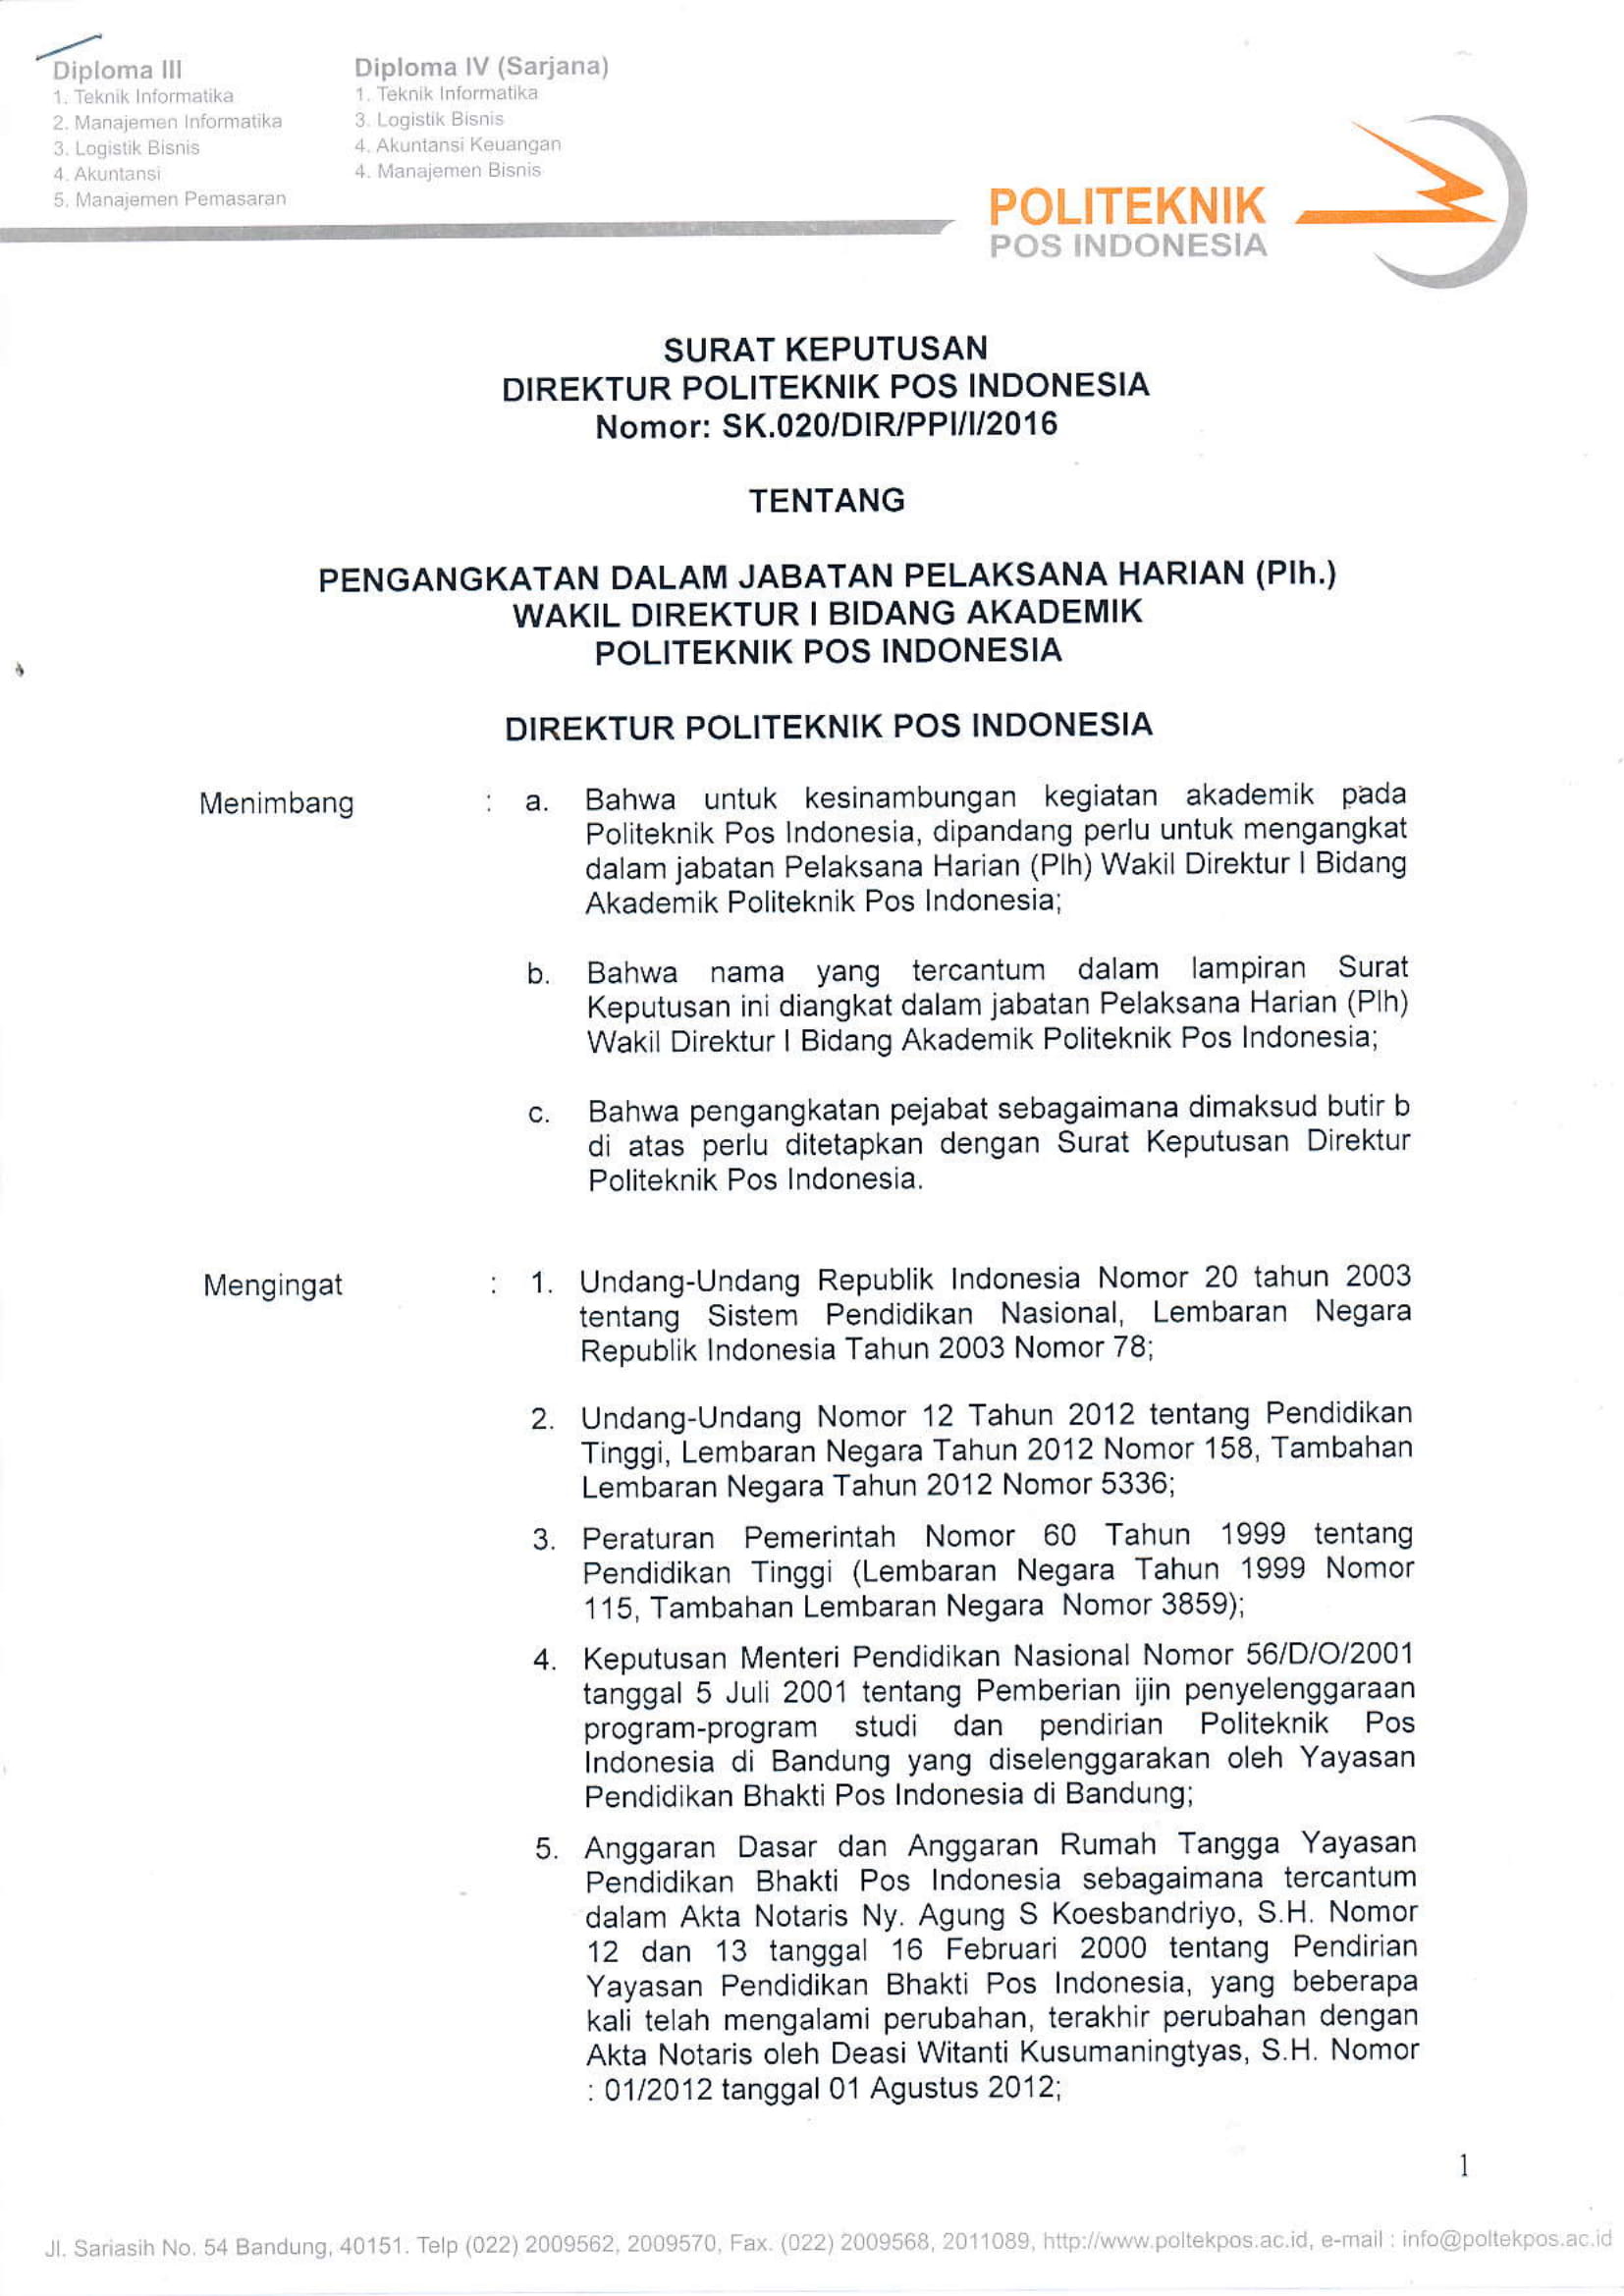 Diploma III
1. Teknik Informatika
2. Manajemen Informatika
3. Logistik Bisnis
4. Akuntansi
5. Manajemen Pemasaran
Diploma IV (Sarjana)
1. Teknik Informatika
3. Logistik Bisnis
4. Akuntansi Keuangan
4. Manajemen Bisnis
POLITEKNIK
POS INDONESIA
SURAT KEPUTUSAN
DIREKTUR POLITEKNIK POS INDONESIA
Nomor: SK.020/DIR/PPI/I/2016
TENTANG
PENGANGKATAN DALAM JABATAN PELAKSANA HARIAN (Plh.)
WAKIL DIREKTUR I BIDANG AKADEMIK
POLITEKNIK POS INDONESIA
DIREKTUR POLITEKNIK POS INDONESIA
Menimbang : a. Bahwa untuk kesinambungan kegiatan akademik pada
Politeknik Pos Indonesia, dipandang perlu untuk mengangkat
dalam jabatan Pelaksana Harian (Plh) Wakil Direktur I Bidang
Akademik Politeknik Pos Indonesia;
b. Bahwa nama yang tercantum dalam lampiran Surat
Keputusan ini diangkat dalam jabatan Pelaksana Harian (Plh)
Wakil Direktur I Bidang Akademik Politeknik Pos Indonesia;
c. Bahwa pengangkatan pejabat sebagaimana dimaksud butir b
di atas perlu ditetapkan dengan Surat Keputusan Direktur
Politeknik Pos Indonesia.
Mengingat : 1. Undang-Undang Republik Indonesia Nomor 20 tahun 2003
tentang Sistem Pendidikan Nasional, Lembaran Negara
Republik Indonesia Tahun 2003 Nomor 78;
2. Undang-Undang Nomor 12 Tahun 2012 tentang Pendidikan
Tinggi, Lembaran Negara Tahun 2012 Nomor 158, Tambahan
Lembaran Negara Tahun 2012 Nomor 5336;
3. Peraturan Pemerintah Nomor 60 Tahun 1999 tentang
Pendidikan Tinggi (Lembaran Negara Tahun 1999 Nomor
115, Tambahan Lembaran Negara Nomor 3859);
4. Keputusan Menteri Pendidikan Nasional Nomor 56/D/O/2001
tanggal 5 Juli 2001 tentang Pemberian ijin penyelenggaraan
program-program studi dan pendirian Politeknik Pos
Indonesia di Bandung yang diselenggarakan oleh Yayasan
Pendidikan Bhakti Pos Indonesia di Bandung;
5. Anggaran Dasar dan Anggaran Rumah Tangga Yayasan
Pendidikan Bhakti Pos Indonesia sebagaimana tercantum
dalam Akta Notaris Ny. Agung S Koesbandriyo, S.H. Nomor
12 dan 13 tanggal 16 Februari 2000 tentang Pendirian
Yayasan Pendidikan Bhakti Pos Indonesia, yang beberapa
kali telah mengalami perubahan, terakhir perubahan dengan
Akta Notaris oleh Deasi Witanti Kusumaningtyas, S.H. Nomor
: 01/2012 tanggal 01 Agustus 2012;
1
Jl. Sariasih No. 54 Bandung, 40151. Telp (022) 2009562, 2009570, Fax. (022) 2009568, 2011089, http://www.poltekpos.ac.id, e-mail : info@poltekpos.ac.id